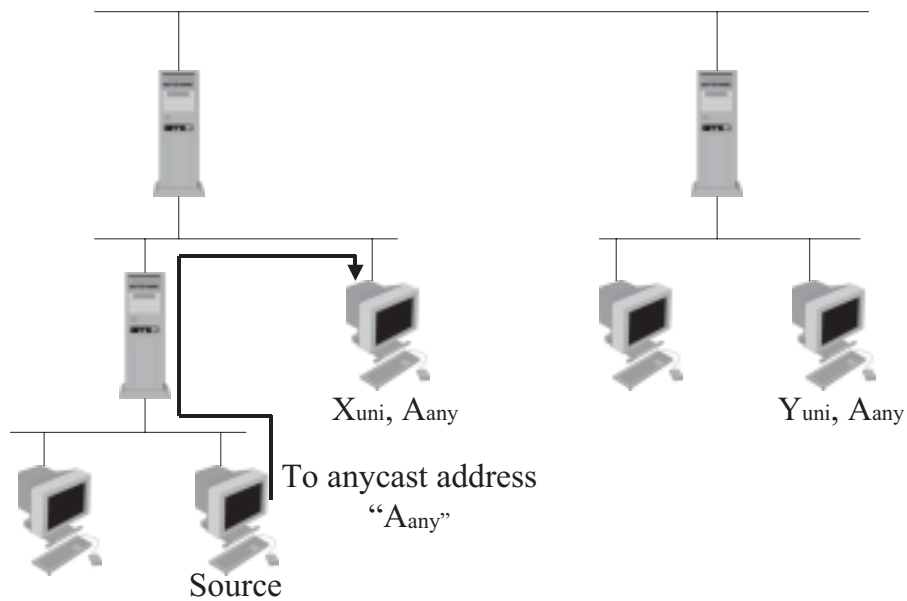 Xuni, Aany
Yuni, Aany
To anycast address
“Aany”
Source